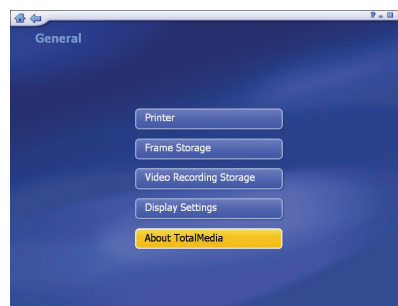 General
Printer
Frame Storage
Video Recording Storage
Display Settings
About TotalMedia